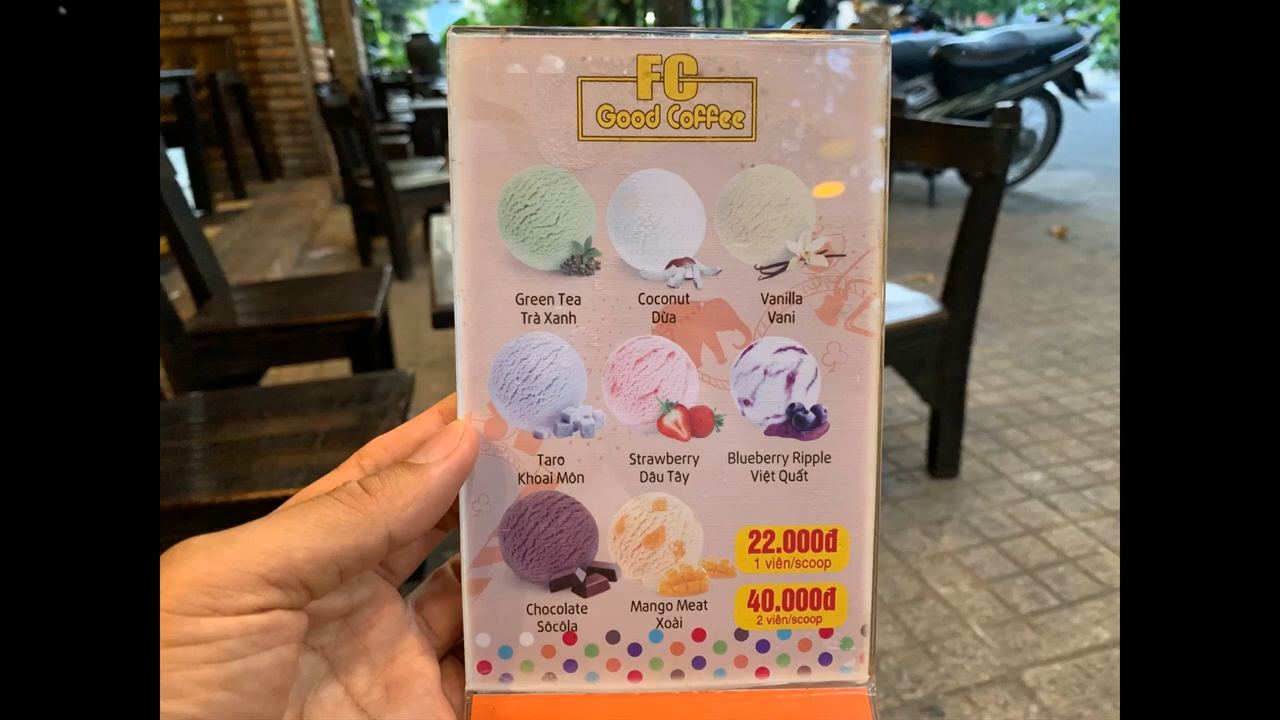 FC
Good Coffee
Green Tea
Trà Xanh
Coconut
Dừa
Vanilla
Vani
Taro
Khoai Môn
Strawberry
Dâu Tây
Blueberry Ripple
Việt Quất
Chocolate
Sôcôla
Mango Meat
Xoài
22.000đ
1 viên/scoop
40.000đ
2 viên/scoop